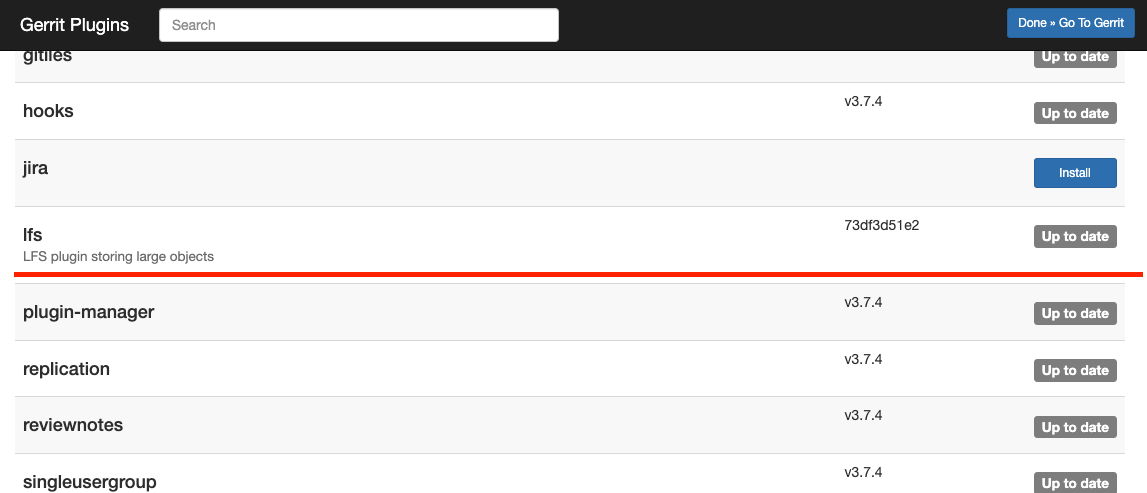 Gerrit Plugins Search Done » Go To Gerrit
gitiles Up to date
hooks v3.7.4 Up to date
jira Install
lfs 73df3d51e2 Up to date
LFS plugin storing large objects
plugin-manager v3.7.4 Up to date
replication v3.7.4 Up to date
reviewnotes v3.7.4 Up to date
singleusergroup v3.7.4 Up to date